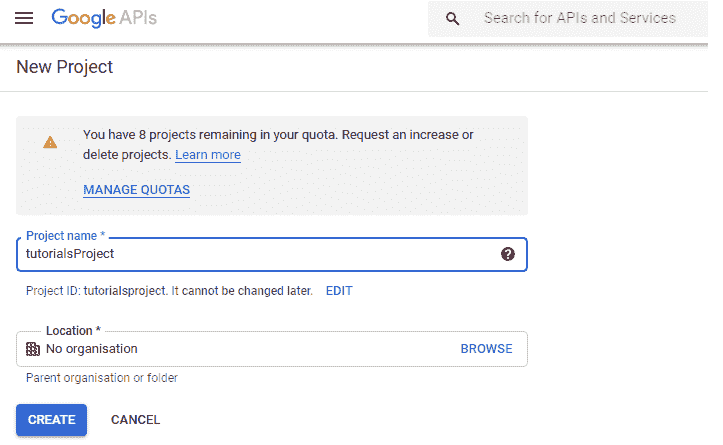 Google APIs
Search for APIs and Services
New Project
You have 8 projects remaining in your quota. Request an increase or
delete projects. Learn more
MANAGE QUOTAS
Project name *
tutorialsProject
Project ID: tutorialsproject. It cannot be changed later. EDIT
Location *
No organisation BROWSE
Parent organisation or folder
CREATE CANCEL